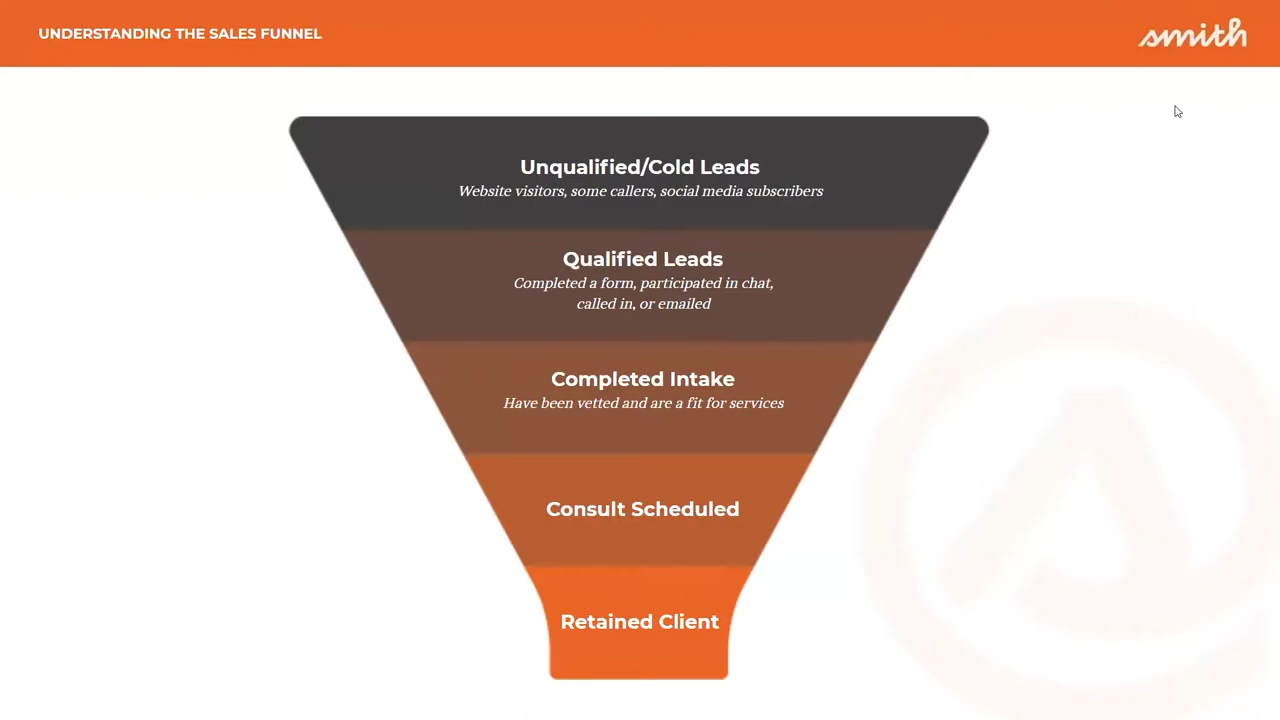 UNDERSTANDING THE SALES FUNNEL
smith
Unqualified/Cold Leads
Website visitors, some callers, social media subscribers
Qualified Leads
Completed a form, participated in chat,
called in, or emailed
Completed Intake
Have been vetted and are a fit for services
Consult Scheduled
Retained Client